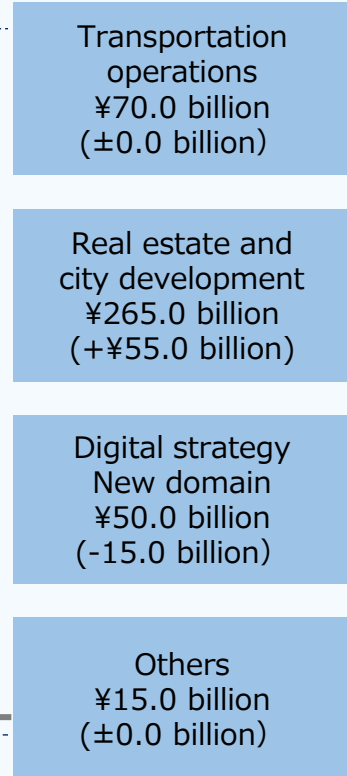 Transportation
operations
¥70.0 billion
(±0.0 billion）
Real estate and
city development
¥265.0 billion
(+¥55.0 billion)
Digital strategy
New domain
¥50.0 billion
(-15.0 billion）
Others
¥15.0 billion
(±0.0 billion）